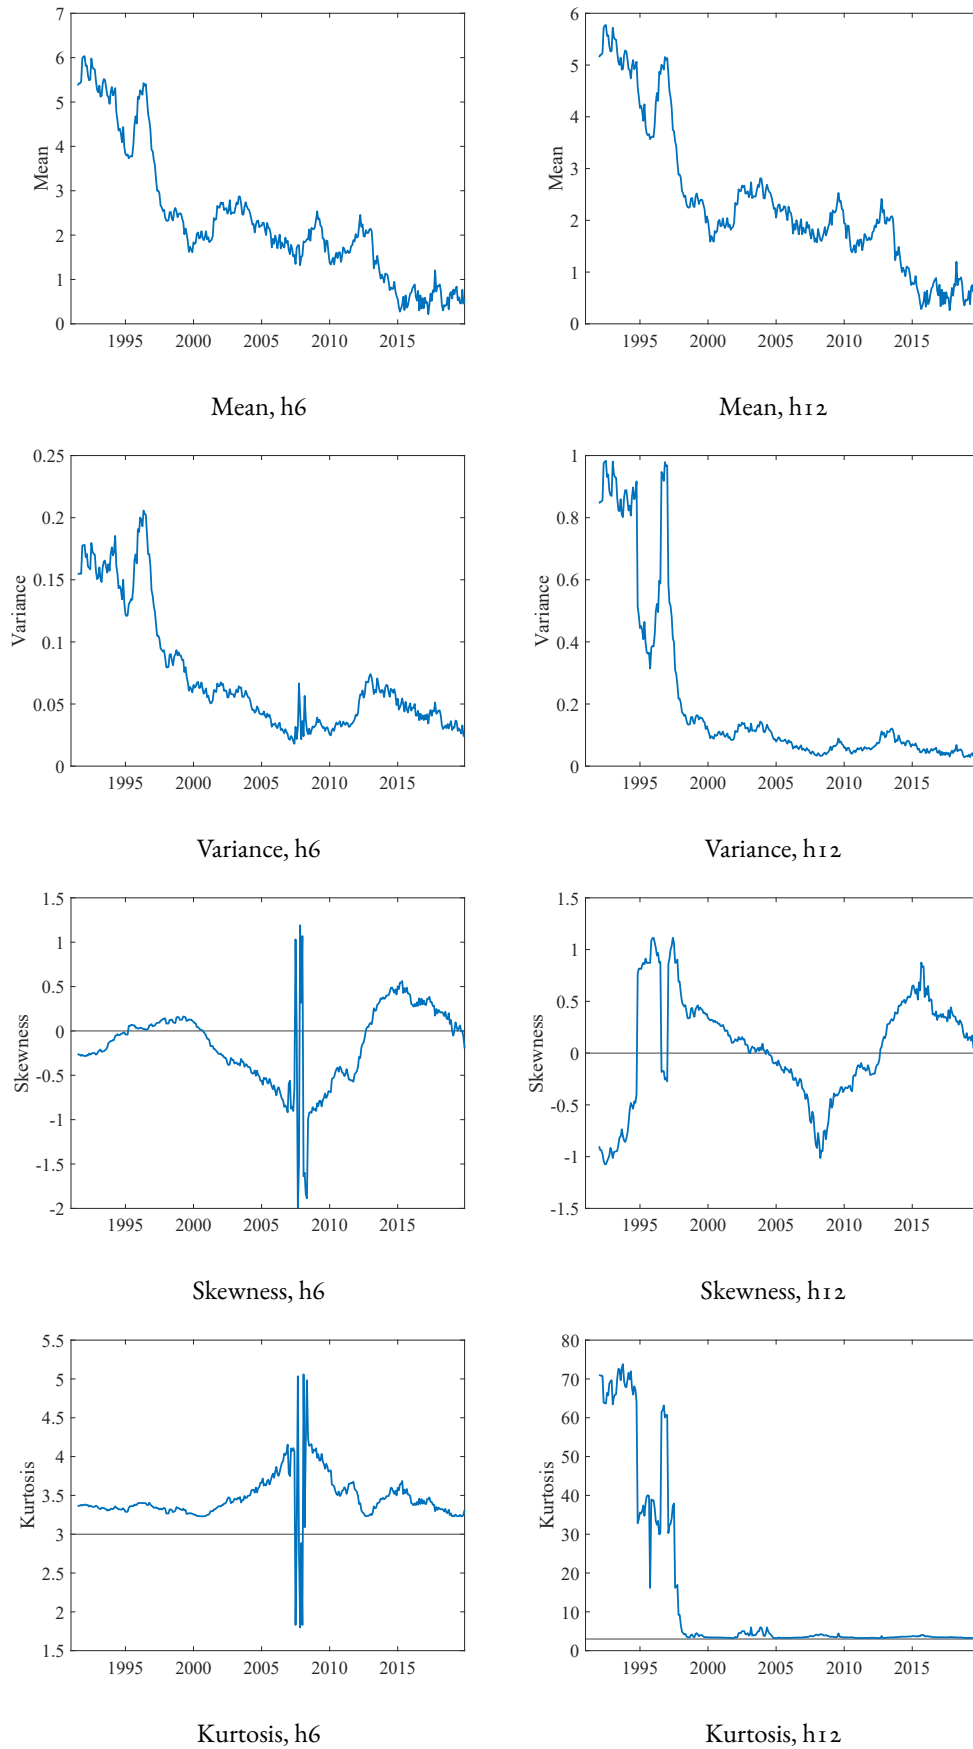 7
6
5
4
3
2
1
0
Mean
1995 2000 2005 2010 2015
Mean, h6
6
5
4
3
2
1
0
Mean
1995 2000 2005 2010 2015
Mean, h12
0.25
0.2
0.15
0.1
0.05
0
Variance
1995 2000 2005 2010 2015
Variance, h6
1
0.8
0.6
0.4
0.2
0
Variance
1995 2000 2005 2010 2015
Variance, h12
1.5
1
0.5
0
-0.5
-1
-1.5
-2
Skewness
1995 2000 2005 2010 2015
Skewness, h6
1.5
1
0.5
0
-0.5
-1
-1.5
Skewness
1995 2000 2005 2010 2015
Skewness, h12
5.5
5
4.5
4
3.5
3
2.5
2
1.5
Kurtosis
1995 2000 2005 2010 2015
Kurtosis, h6
80
70
60
50
40
30
20
10
0
Kurtosis
1995 2000 2005 2010 2015
Kurtosis, h12